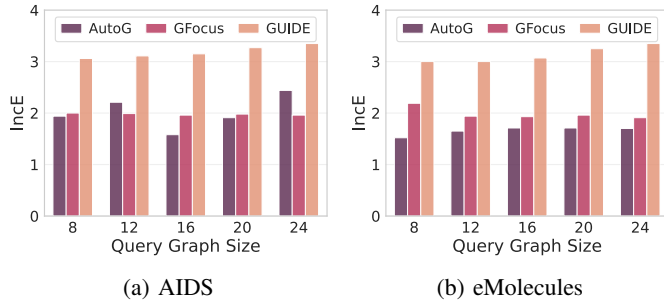 AutoG GFocus GUIDE
IncE
4
3
2
1
0
8 12 16 20 24
Query Graph Size
(a) AIDS
AutoG GFocus GUIDE
IncE
4
3
2
1
0
8 12 16 20 24
Query Graph Size
(b) eMolecules